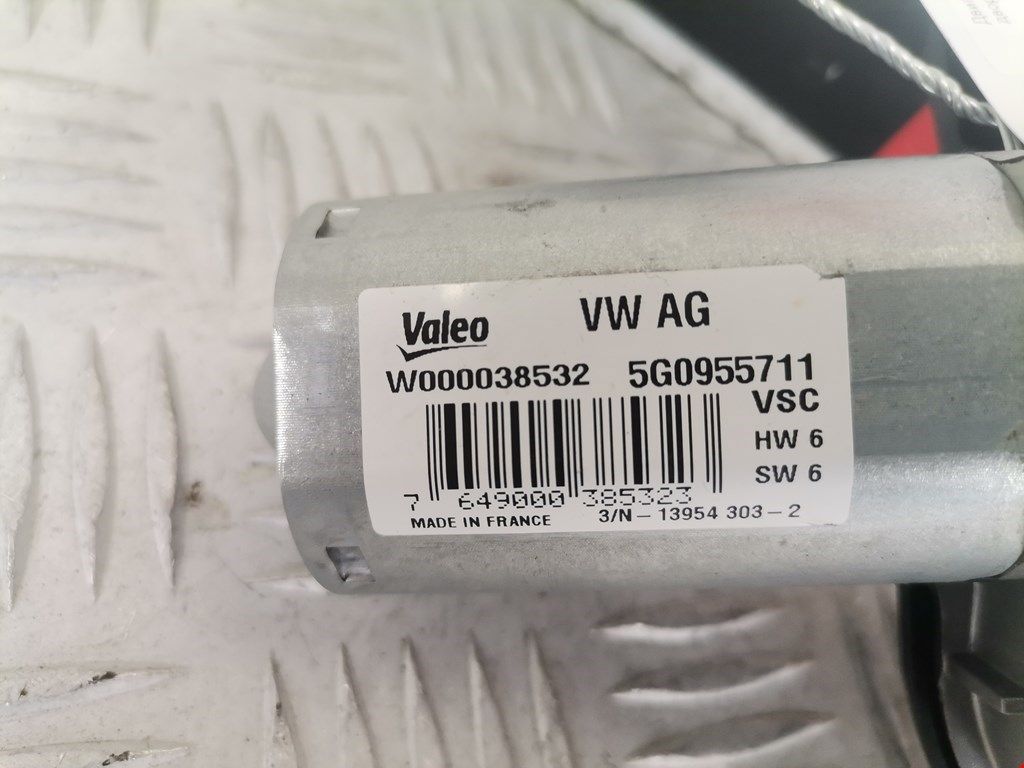 Valeo VW AG
W000038532 5G0955711
VSC
HW 6
SW 6
7 649000 385323
MADE IN FRANCE 3/N-13954 303-2